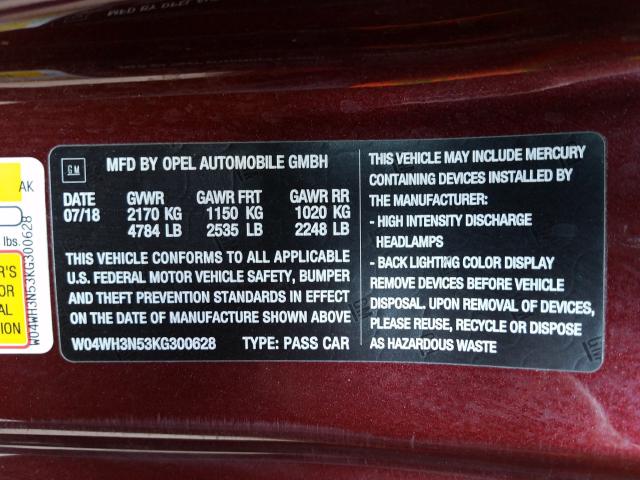 GM
MFD BY OPEL AUTOMOBILE GMBH
DATE GVWR GAWR FRT GAWR RR
07/18 2170 KG 1150 KG 1020 KG
4784 LB 2535 LB 2248 LB
THIS VEHICLE CONFORMS TO ALL APPLICABLE
U.S. FEDERAL MOTOR VEHICLE SAFETY, BUMPER
AND THEFT PREVENTION STANDARDS IN EFFECT
ON THE DATE OF MANUFACTURE SHOWN ABOVE
W04WH3N53KG300628 TYPE: PASS CAR
THIS VEHICLE MAY INCLUDE MERCURY
CONTAINING DEVICES INSTALLED BY
THE MANUFACTURER:
- HIGH INTENSITY DISCHARGE
HEADLAMPS
- BACK LIGHTING COLOR DISPLAY
REMOVE DEVICES BEFORE VEHICLE
DISPOSAL. UPON REMOVAL OF DEVICES,
PLEASE REUSE, RECYCLE OR DISPOSE
AS HAZARDOUS WASTE
AK
lbs.
W04WH3N53KG300628